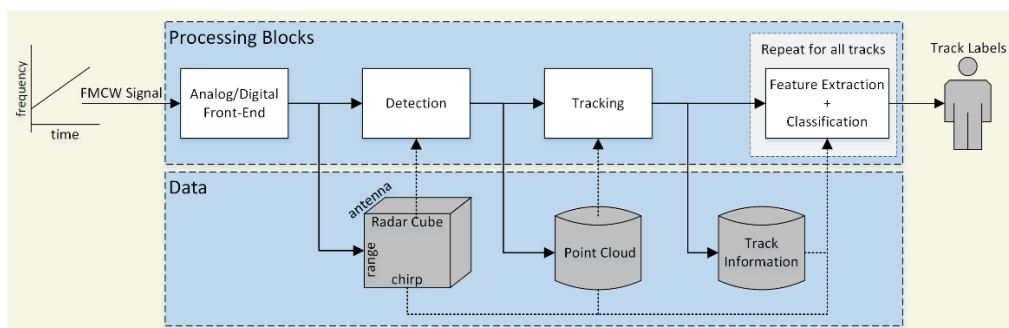 Processing Blocks
Repeat for all tracks
Track Labels
frequency
FMCW Signal
time
Analog/Digital
Front-End
Detection
Tracking
Feature Extraction
+
Classification
Data
antenna
Radar Cube
range
chirp
Point Cloud
Track
Information